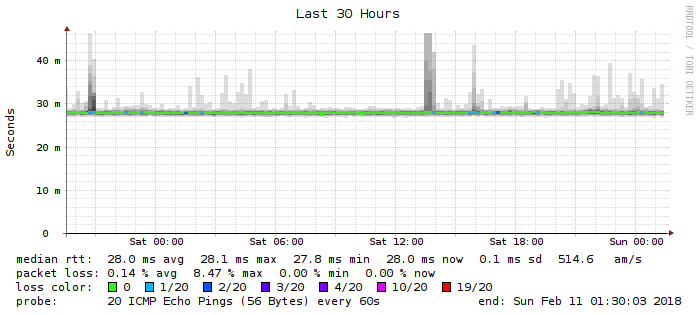 Last 30 Hours
RRDTOOL / TOBI OETIKER
Seconds
40 m
30 m
20 m
10 m
0
Sat 00:00 Sat 06:00 Sat 12:00 Sat 18:00 Sun 00:00
median rtt: 28.0 ms avg 28.1 ms max 27.8 ms min 28.0 ms now 0.1 ms sd 514.6 am/s
packet loss: 0.14 % avg 8.47 % max 0.00 % min 0.00 % now
loss color: 0 1/20 2/20 3/20 4/20 10/20 19/20
probe: 20 ICMP Echo Pings (56 Bytes) every 60s end: Sun Feb 11 01:30:03 2018